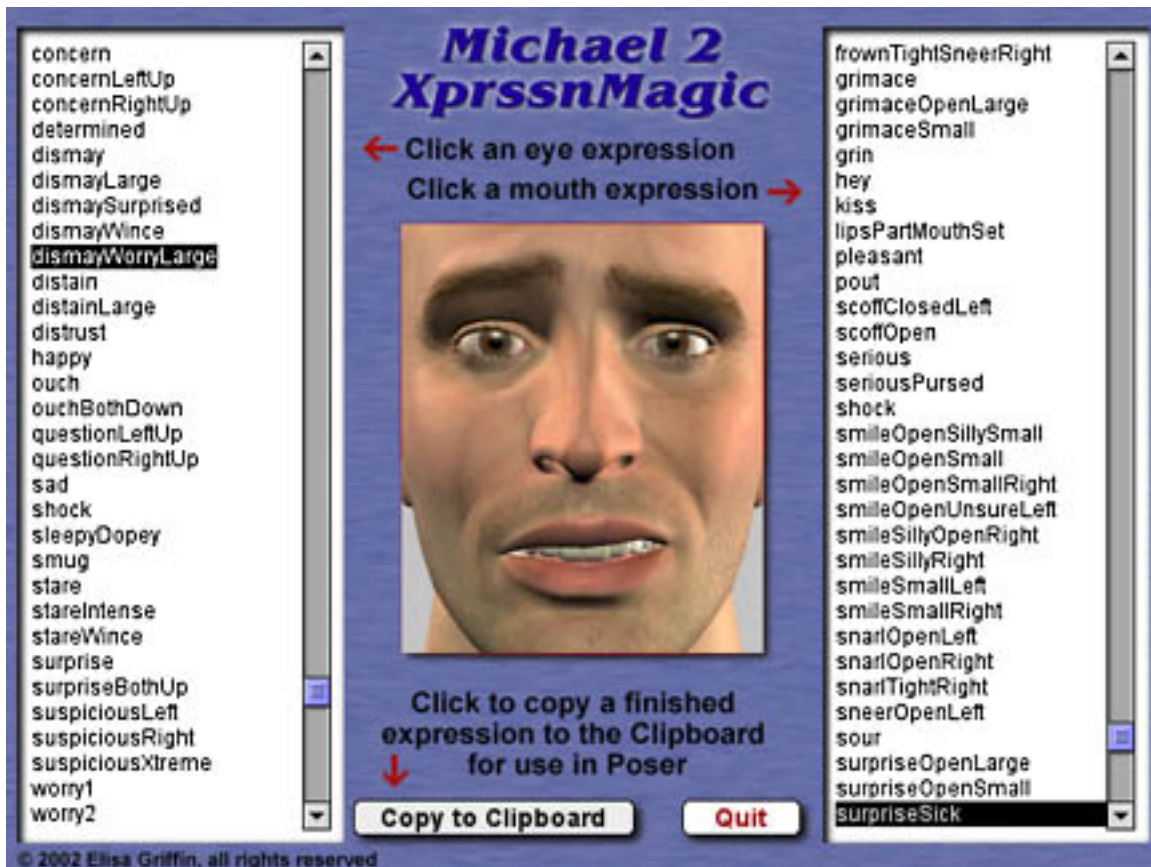 Michael 2
XprssnMagic
Click an eye expression
Click a mouth expression
concern
concernLeftUp
concernRightUp
determined
dismay
dismayLarge
dismaySurprised
dismayWince
dismayWorryLarge
distain
distainLarge
distrust
happy
ouch
ouchBothDown
questionLeftUp
questionRightUp
sad
shock
sleepyDopey
smug
stare
stareIntense
stareWince
surprise
surpriseBothUp
suspiciousLeft
suspiciousRight
suspiciousXtreme
worry1
worry2
frownTightSneerRight
grimace
grimaceOpenLarge
grimaceSmall
grin
hey
kiss
lipsPartMouthSet
pleasant
pout
scoffClosedLeft
scoffOpen
serious
seriousPursed
shock
smileOpenSillySmall
smileOpenSmall
smileOpenSmallRight
smileOpenUnsureLeft
smileSillyOpenRight
smileSillyRight
smileSmallLeft
smileSmallRight
snarlOpenLeft
snarlOpenRight
snarlTightRight
sneerOpenLeft
sour
surpriseOpenLarge
surpriseOpenSmall
surpriseSick
Click to copy a finished
expression to the Clipboard
for use in Poser
Copy to Clipboard
Quit
© 2002 Elisa Griffin, all rights reserved